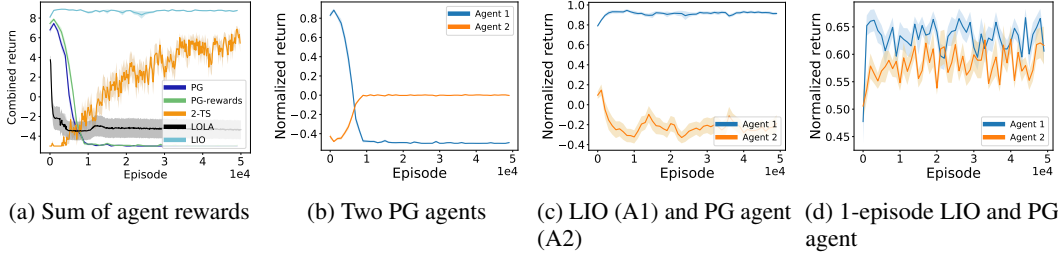 Combined return
8
6
4
2
0
−2
−4
PG
PG-rewards
2-TS
LOLA
LIO
0 1 2 3 4 5
1e4
Episode
(a) Sum of agent rewards
Normalized return
0.8
0.6
0.4
0.2
0.0
−0.2
−0.4
Agent 1
Agent 2
0 1 2 3 4 5
1e4
Episode
(b) Two PG agents
Normalized return
1.0
0.8
0.6
0.4
0.2
0.0
−0.2
−0.4
Agent 1
Agent 2
0 1 2 3 4 5
1e4
Episode
(c) LIO (A1) and PG agent
(A2)
Normalized return
0.65
0.60
0.55
0.50
0.45
Agent 1
Agent 2
0 1 2 3 4 5
1e4
Episode
(d) 1-episode LIO and PG
agent